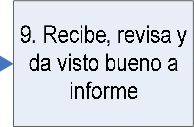 9. Recibe, revisa y
da visto bueno a
informe